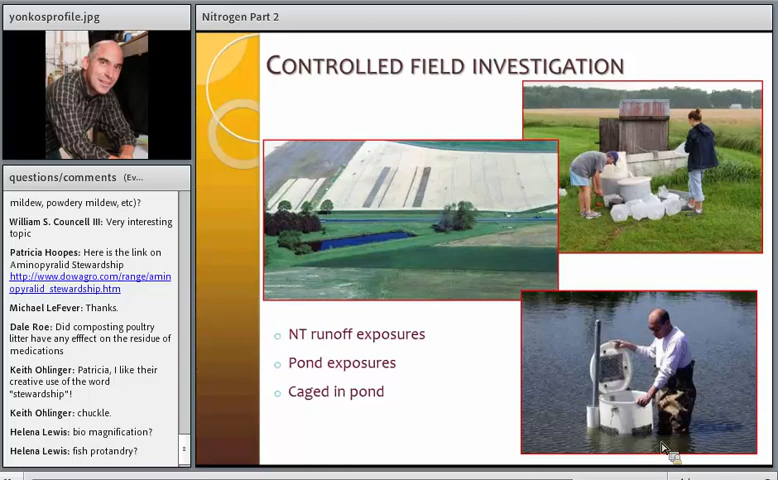 yonkosprofile.jpg
Nitrogen Part 2
CONTROLLED FIELD INVESTIGATION
NT runoff exposures
Pond exposures
Caged in pond
questions/comments (Ev...
mildew, powdery mildew, etc)?
William S. Councell III: Very interesting
topic
Patricia Hoopes: Here is the link on
Aminopyralid Stewardship
http://www.dowagro.com/range/amin
opyralid_stewardship.htm
Michael LeFever: Thanks.
Dale Roe: Did composting poultry
litter have any efffect on the residue of
medications
Keith Ohlinger: Patricia, I like their
creative use of the word
"stewardship"!
Keith Ohlinger: chuckle.
Helena Lewis: bio magnification?
Helena Lewis: fish protandry?